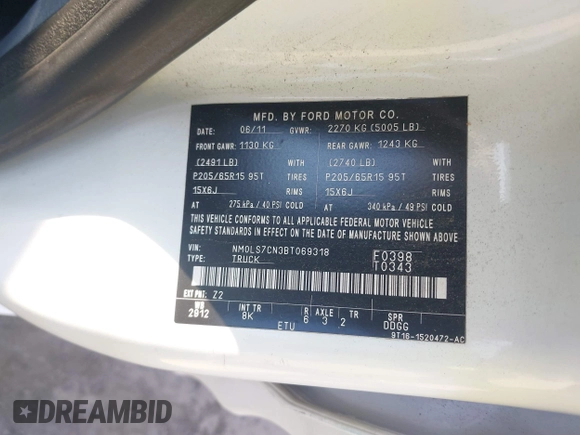 MFD. BY FORD MOTOR CO.
DATE: 06/11 GVWR: 2270 KG (5005 LB)
FRONT GAWR: 1130 KG REAR GAWR: 1243 KG
(2491 LB) WITH (2740 LB) WITH
P205/65R15 95T TIRES P205/65R15 95T TIRES
15X6J RIMS 15X6J RIMS
AT 275 kPa / 40 PSI COLD AT 340 kPa / 49 PSI COLD
THIS VEHICLE CONFORMS TO ALL APPLICABLE FEDERAL MOTOR VEHICLE
SAFETY STANDARDS IN EFFECT ON THE DATE OF MANUFACTURE SHOWN ABOVE.
VIN: NM0LS7CN3BT069318 F0398
TYPE: TRUCK T0343
EXT PNT: Z2
WB INT TR R AXLE TR SPR
2912 8K 6 3 2 DDGG
ETU
9T16-1520472-AC
DREAMBID